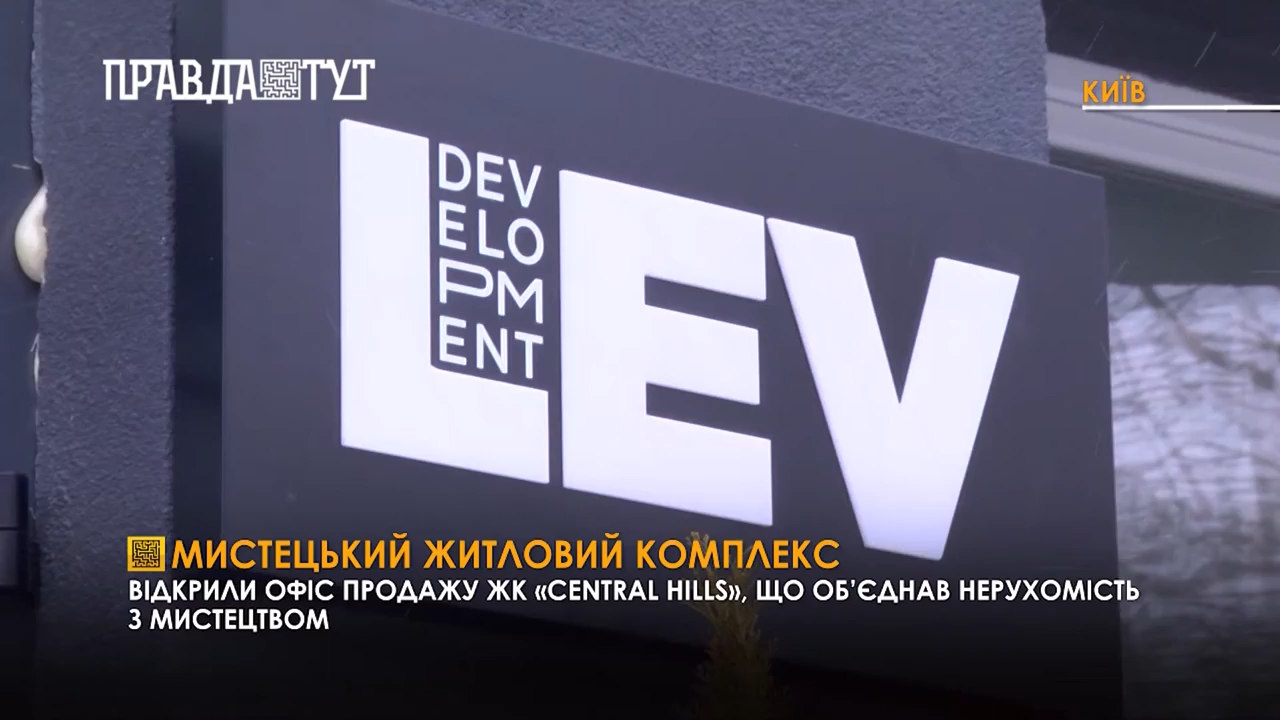 ПРАВДА ТУТ
КИЇВ
DEV
ELO
PM
ENT
LEV
МИСТЕЦЬКИЙ ЖИТЛОВИЙ КОМПЛЕКС
ВІДКРИЛИ ОФІС ПРОДАЖУ ЖК «CENTRAL HILLS», ЩО ОБ’ЄДНАВ НЕРУХОМІСТЬ
З МИСТЕЦТВОМ